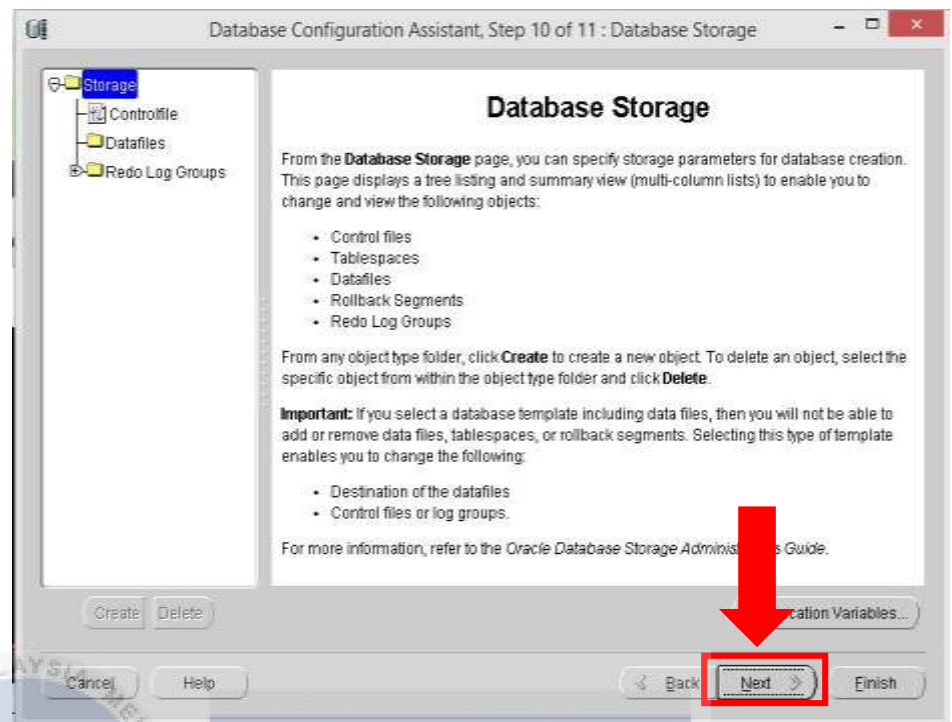 Database Configuration Assistant, Step 10 of 11 : Database Storage
Storage
Controlfile
Datafiles
Redo Log Groups
Database Storage
From the Database Storage page, you can specify storage parameters for database creation.
This page displays a tree listing and summary view (multi-column lists) to enable you to
change and view the following objects:
• Control files
• Tablespaces
• Datafiles
• Rollback Segments
• Redo Log Groups
From any object type folder, click Create to create a new object. To delete an object, select the
specific object from within the object type folder and click Delete.
Important: If you select a database template including data files, then you will not be able to
add or remove data files, tablespaces, or rollback segments. Selecting this type of template
enables you to change the following:
• Destination of the datafiles
• Control files or log groups.
For more information, refer to the Oracle Database Storage Guide.
Create Delete
Variables...
Cancel Help Back Next Finish